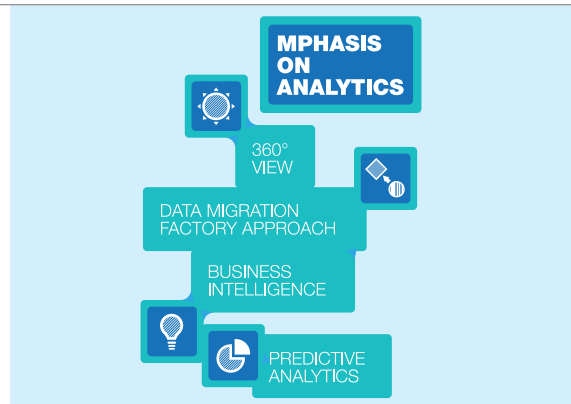 MPHASIS
ON
ANALYTICS
360°
VIEW
DATA MIGRATION
FACTORY APPROACH
BUSINESS
INTELLIGENCE
PREDICTIVE
ANALYTICS